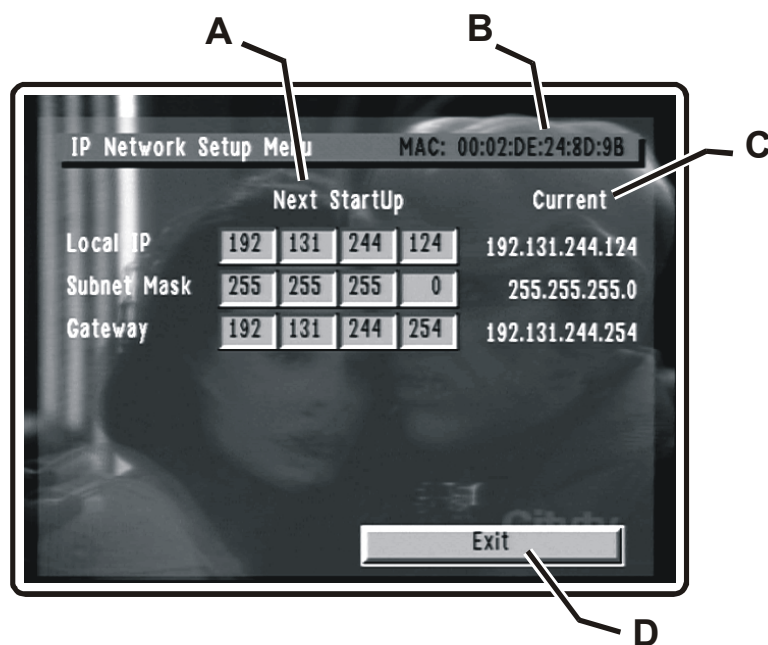 A
B
C
IP Network Setup Menu MAC: 00:02:DE:24:8D:9B
Next StartUp Current
Local IP 192 131 244 124 192.131.244.124
Subnet Mask 255 255 255 0 255.255.255.0
Gateway 192 131 244 254 192.131.244.254
Exit
D